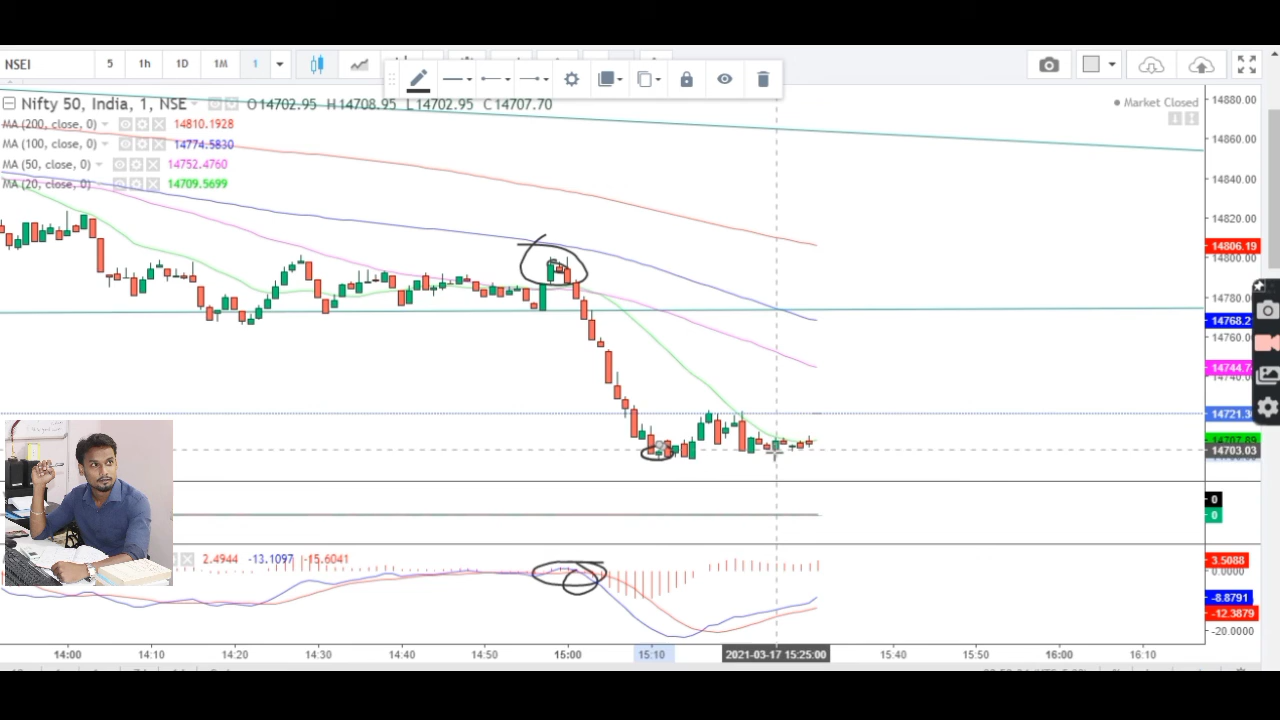 NSEI 5 1h 1D 1M 1
Nifty 50, India, 1, NSE O14702.95 H14708.95 L14702.95 C14707.70
Market Closed
MA (200, close, 0) 14810.1928
MA (100, close, 0) 14774.5830
MA (50, close, 0) 14752.4760
MA (20, close, 0) 14709.5699
14880.00
14860.00
14840.00
14820.00
14806.19
14800.00
14780.00
14768.2
14760.00
14744.7
14740.00
14721.3
14707.89
14703.03
0
0
2.4944 -13.1097 -15.6041
3.5088
0.0000
-8.8791
-12.3879
-20.0000
14:00 14:10 14:20 14:30 14:40 14:50 15:00 15:10 2021-03-17 15:25:00 15:40 15:50 16:00 16:10